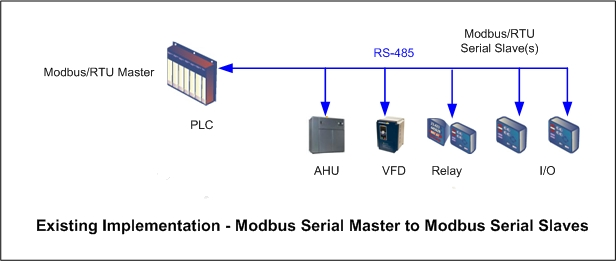 Modbus/RTU
Serial Slave(s)
RS-485
Modbus/RTU Master
PLC
AHU
VFD
Relay
I/O
Existing Implementation - Modbus Serial Master to Modbus Serial Slaves